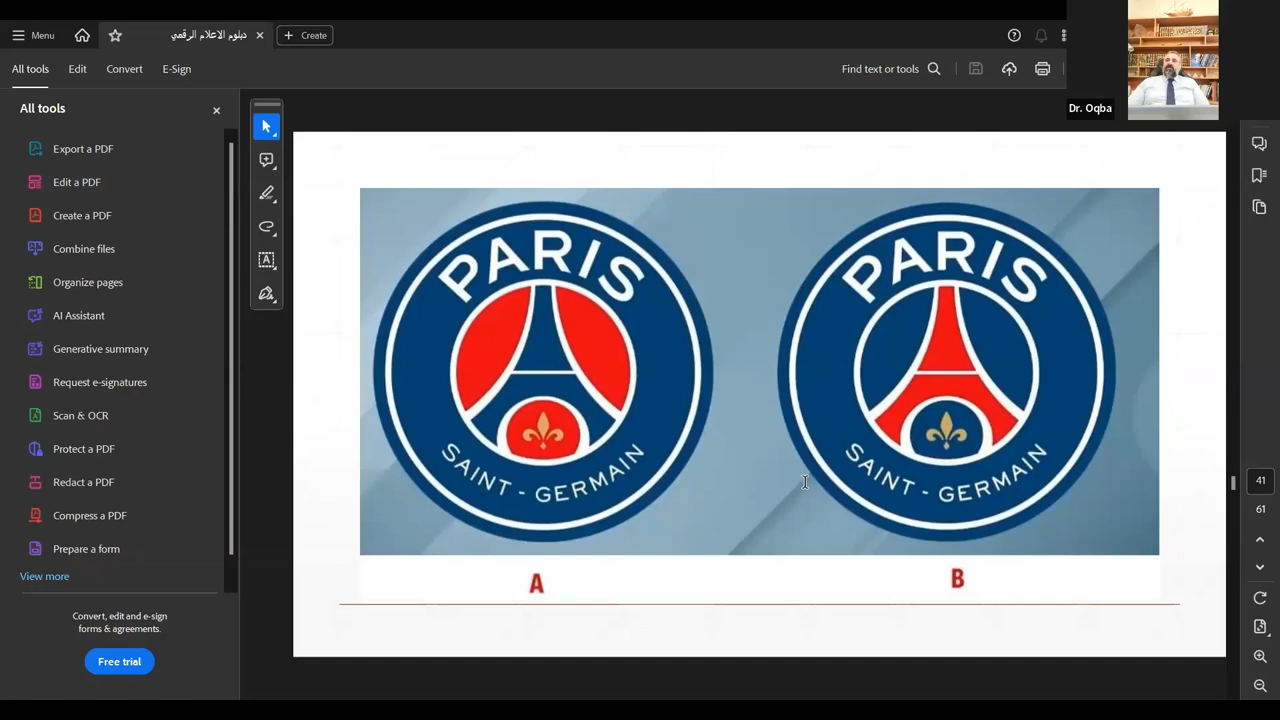 Menu
دبلوم الاعلام الرقمي
Create
All tools
Edit
Convert
E-Sign
Find text or tools
Dr. Oqba
All tools
Export a PDF
Edit a PDF
Create a PDF
Combine files
Organize pages
AI Assistant
Generative summary
Request e-signatures
Scan & OCR
Protect a PDF
Redact a PDF
Compress a PDF
Prepare a form
View more
Convert, edit and e-sign
forms & agreements.
Free trial
PARIS
SAINT - GERMAIN
PARIS
SAINT - GERMAIN
A
B
41
61